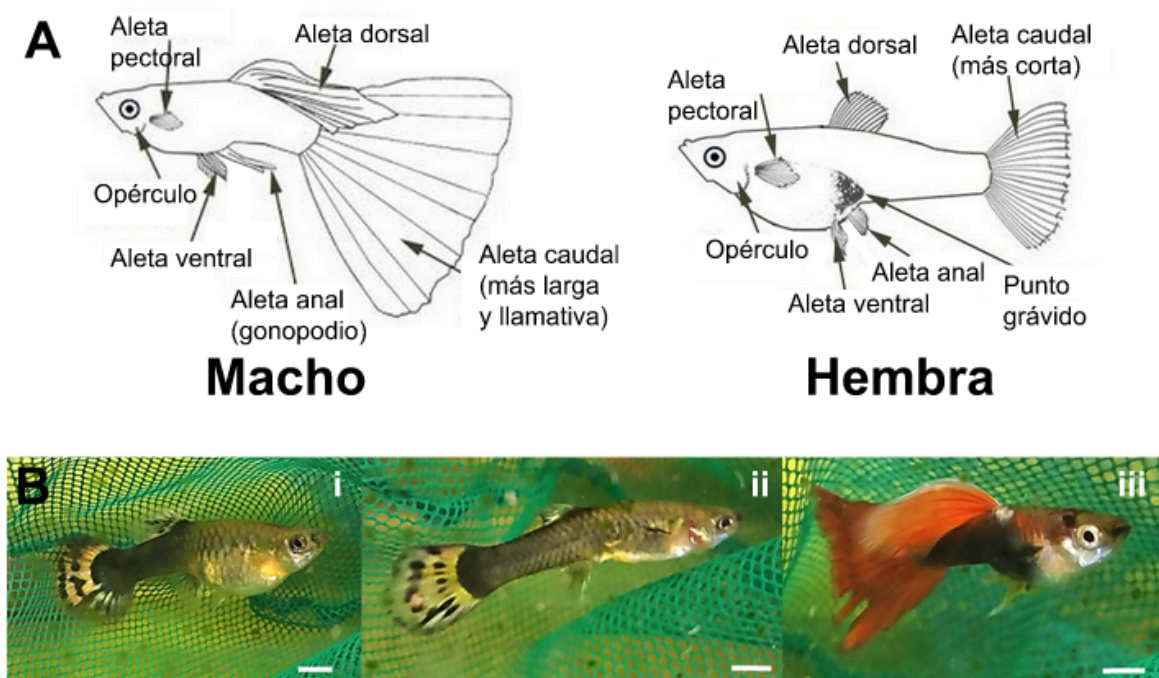 A
Aleta
pectoral
Aleta dorsal
Opérculo
Aleta ventral
Aleta anal
(gonopodio)
Aleta caudal
(más larga
y llamativa)
Macho
Aleta dorsal
Aleta caudal
(más corta)
Aleta
pectoral
Opérculo
Aleta anal
Aleta ventral
Punto
grávido
Hembra
B
i
ii
iii